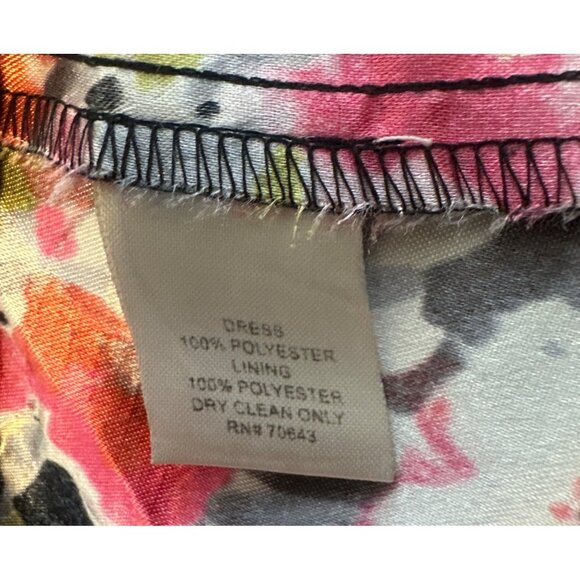 DRESS
100% POLYESTER
LINING
100% POLYESTER
DRY CLEAN ONLY
RN# 70643